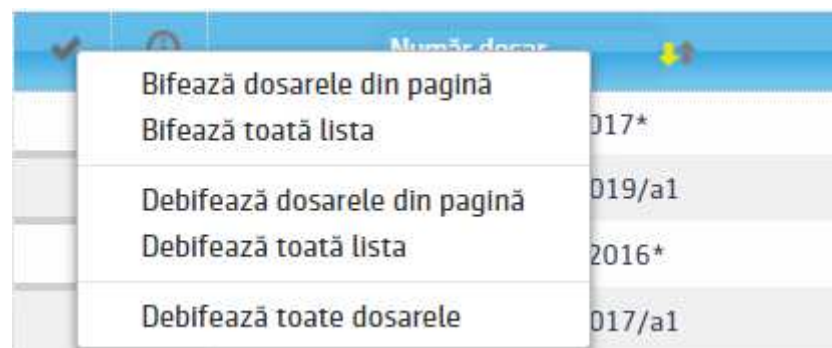 Număr dosar
Bifează dosarele din pagină
Bifează toată lista
017*
Debifează dosarele din pagină
019/a1
Debifează toată lista
2016*
Debifează toate dosarele
017/a1